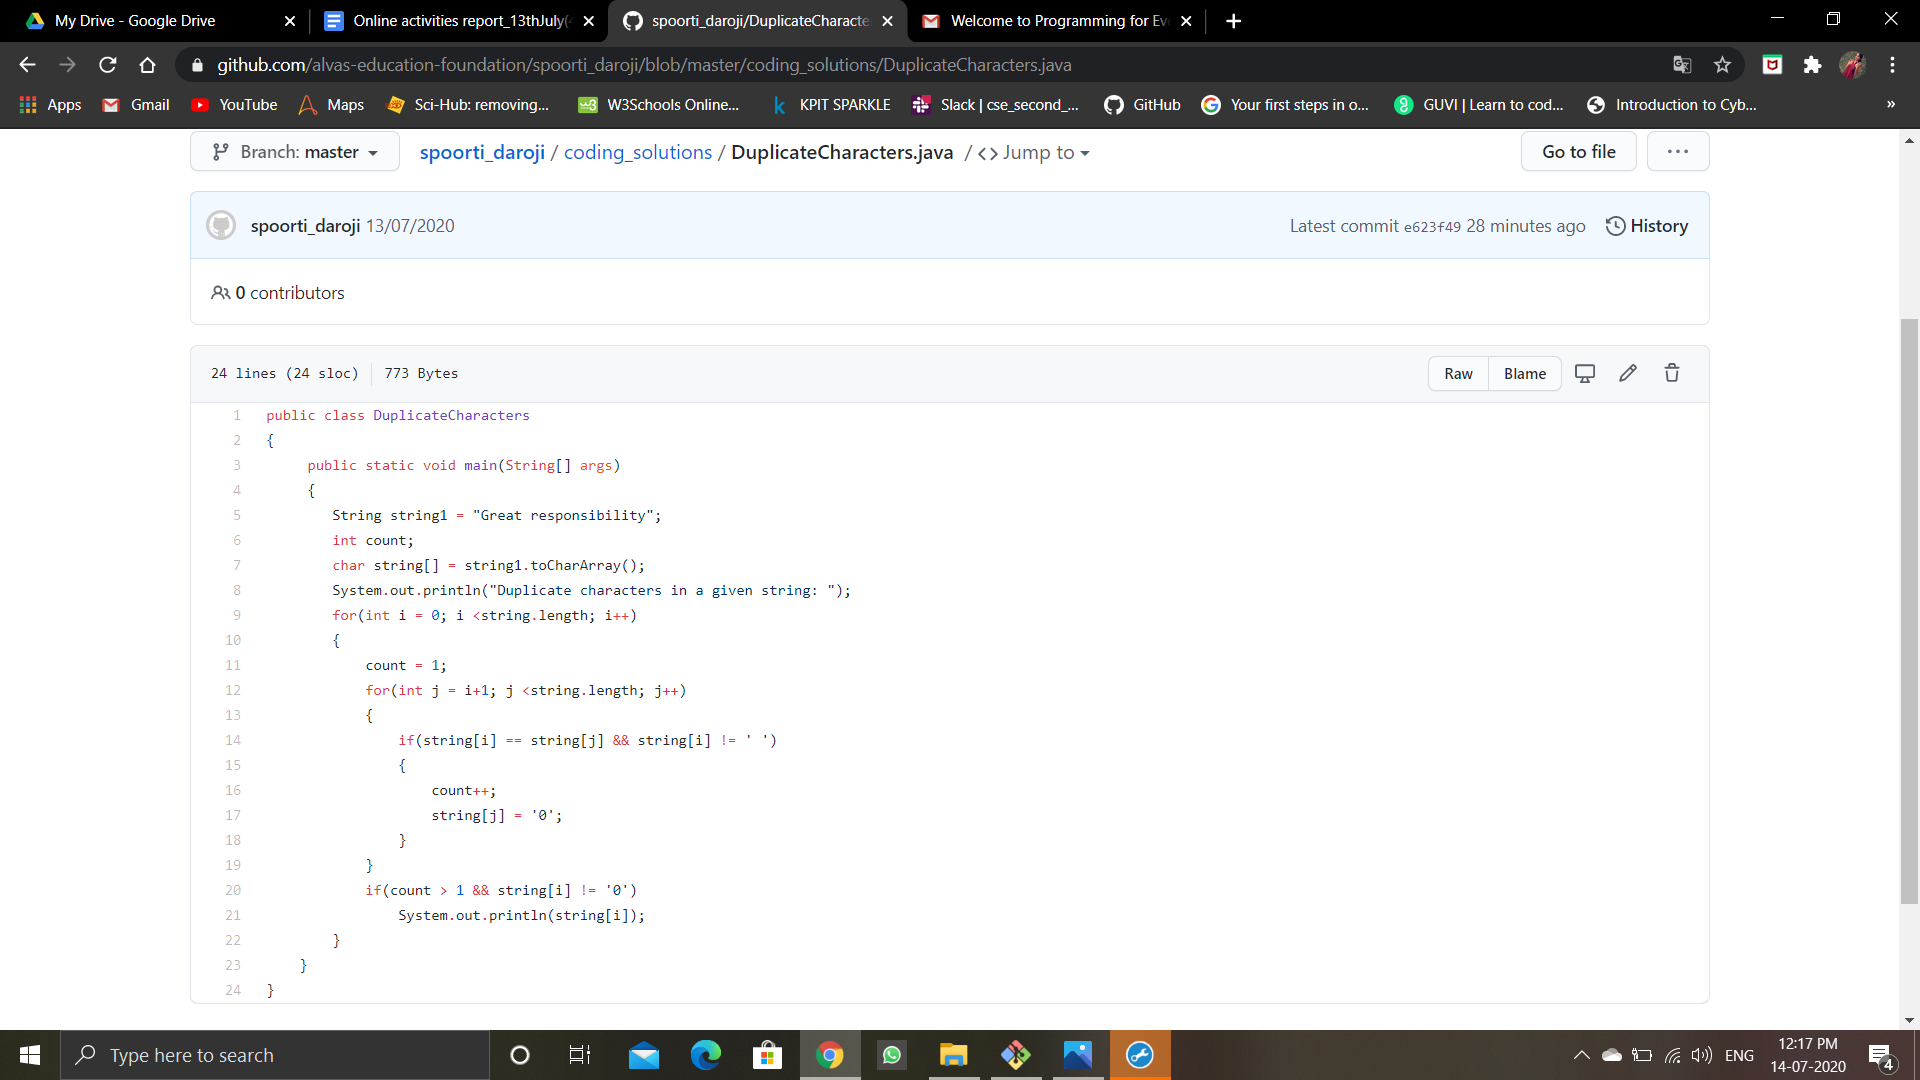 My Drive - Google Drive
Online activities report_13thJuly(
spoorti_daroji/DuplicateCharacte
Welcome to Programming for Ev
github.com/alvas-education-foundation/spoorti_daroji/blob/master/coding_solutions/DuplicateCharacters.java
Apps Gmail YouTube Maps Sci-Hub: removing... W3Schools Online... KPIT SPARKLE Slack | cse_second_... GitHub Your first steps in o... GUVI | Learn to cod... Introduction to Cyb... »
Branch: master spoorti_daroji / coding_solutions / DuplicateCharacters.java / <> Jump to Go to file ...
spoorti_daroji 13/07/2020 Latest commit e623f49 28 minutes ago History
0 contributors
24 lines (24 sloc) 773 Bytes Raw Blame
1 public class DuplicateCharacters
2 {
3 public static void main(String[] args)
4 {
5 String string1 = "Great responsibility";
6 int count;
7 char string[] = string1.toCharArray();
8 System.out.println("Duplicate characters in a given string: ");
9 for(int i = 0; i <string.length; i++)
10 {
11 count = 1;
12 for(int j = i+1; j <string.length; j++)
13 {
14 if(string[i] == string[j] && string[i] != ' ')
15 {
16 count++;
17 string[j] = '0';
18 }
19 }
20 if(count > 1 && string[i] != '0')
21 System.out.println(string[i]);
22 }
23 }
24 }
Type here to search
ENG
12:17 PM
14-07-2020
4